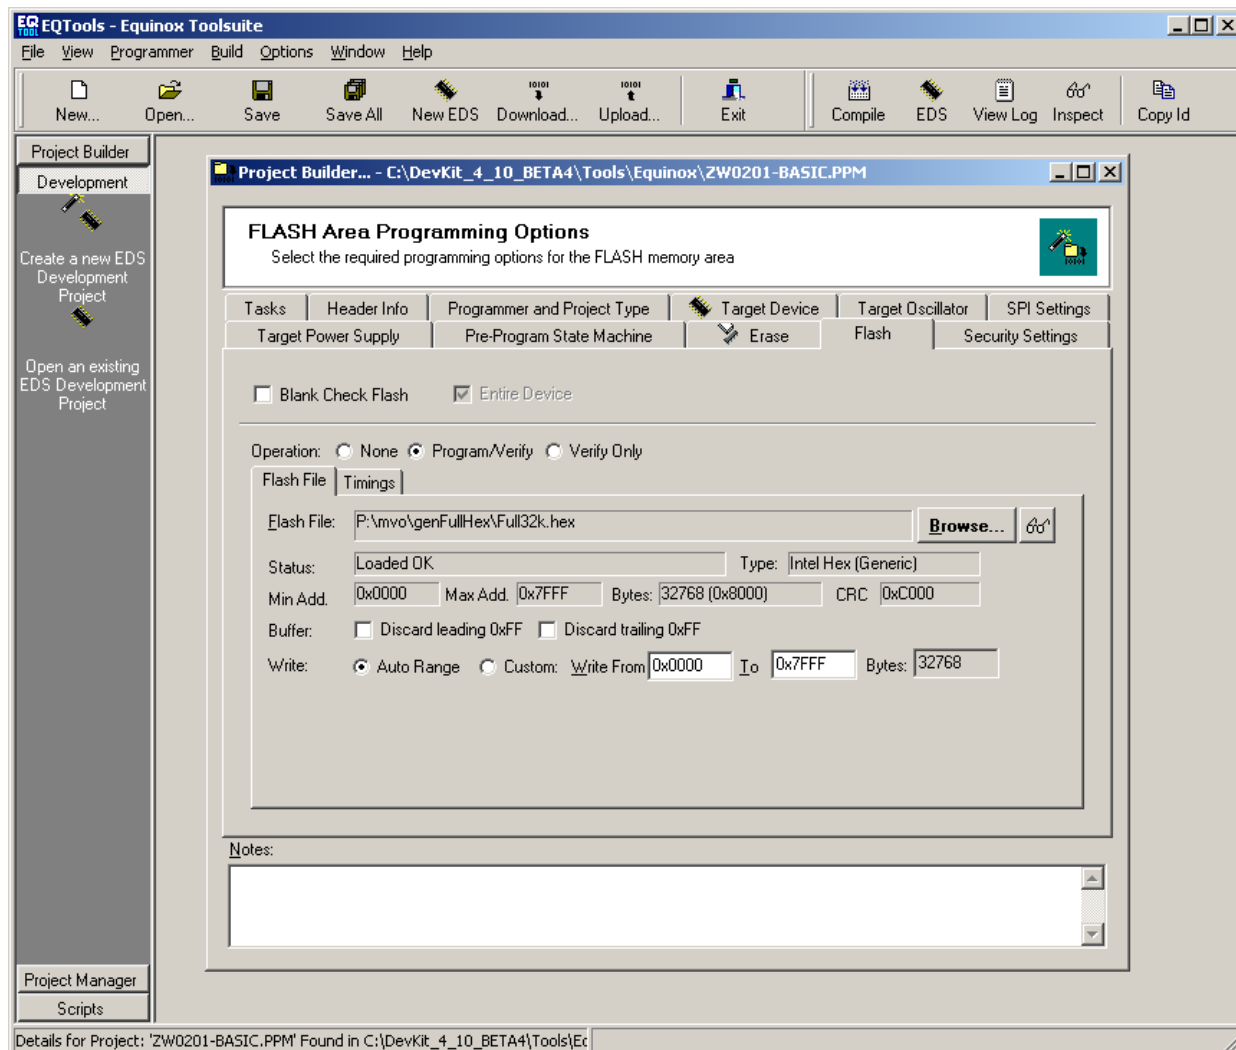 EQ TOOL EQTools - Equinox Toolsuite
File View Programmer Build Options Window Help
New... Open... Save Save All New EDS Download... Upload... Exit Compile EDS View Log Inspect Copy Id
Project Builder
Development
Create a new EDS
Development
Project
Open an existing
EDS Development
Project
Project Manager
Scripts
Project Builder... - C:\DevKit_4_10_BETA4\Tools\Equinox\ZW0201-BASIC.PPM
FLASH Area Programming Options
Select the required programming options for the FLASH memory area
Tasks Header Info Programmer and Project Type Target Device Target Oscillator SPI Settings
Target Power Supply Pre-Program State Machine Erase Flash Security Settings
Blank Check Flash Entire Device
Operation: None Program/Verify Verify Only
Flash File Timings
Flash File: P:\mvo\genFullHex\Full32k.hex Browse...
Status: Loaded OK Type: Intel Hex (Generic)
Min Add. 0x0000 Max Add. 0x7FFF Bytes: 32768 (0x8000) CRC 0xC000
Buffer: Discard leading 0xFF Discard trailing 0xFF
Write: Auto Range Custom: Write From 0x0000 To 0x7FFF Bytes: 32768
Notes:
Details for Project: 'ZW0201-BASIC.PPM' Found in C:\DevKit_4_10_BETA4\Tools\Ec